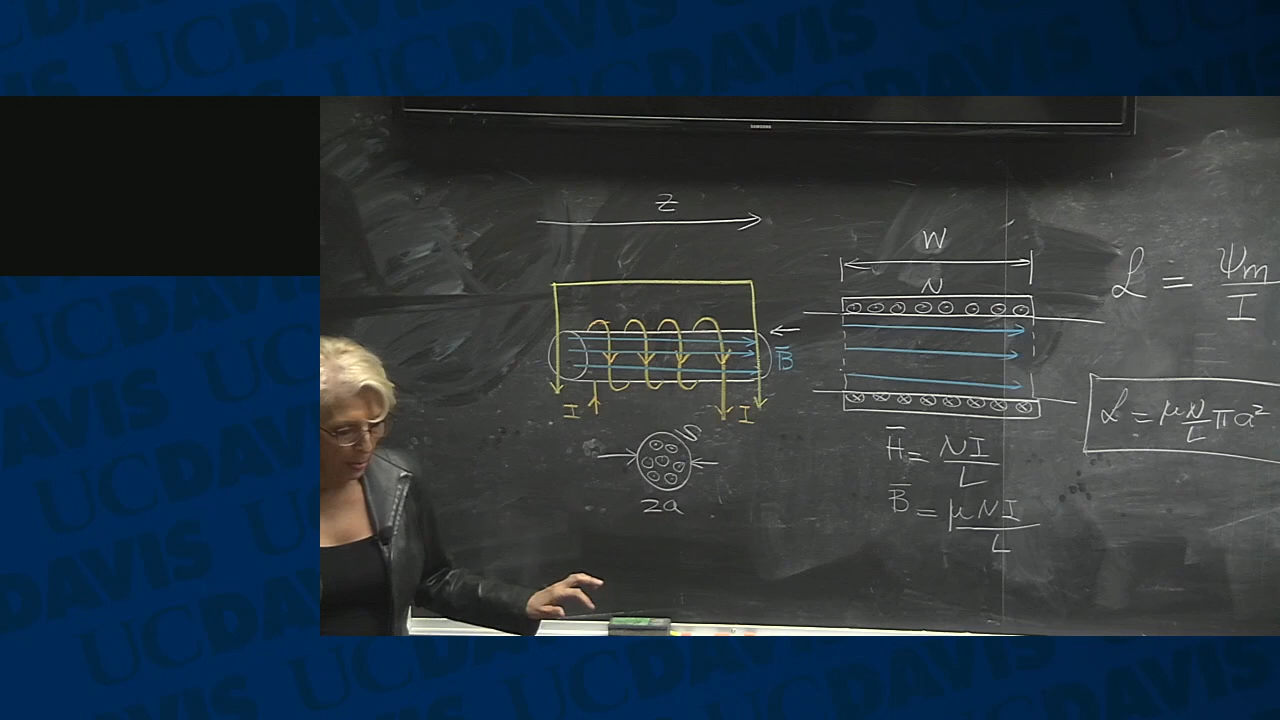 UCDAVIS
SAMSUNG
Z
I
I
B̅
S
2a
W
N
H̅ = NI/L
B̅ = μNI/L
ℒ = Ψm/I
ℒ = μN/L πa²